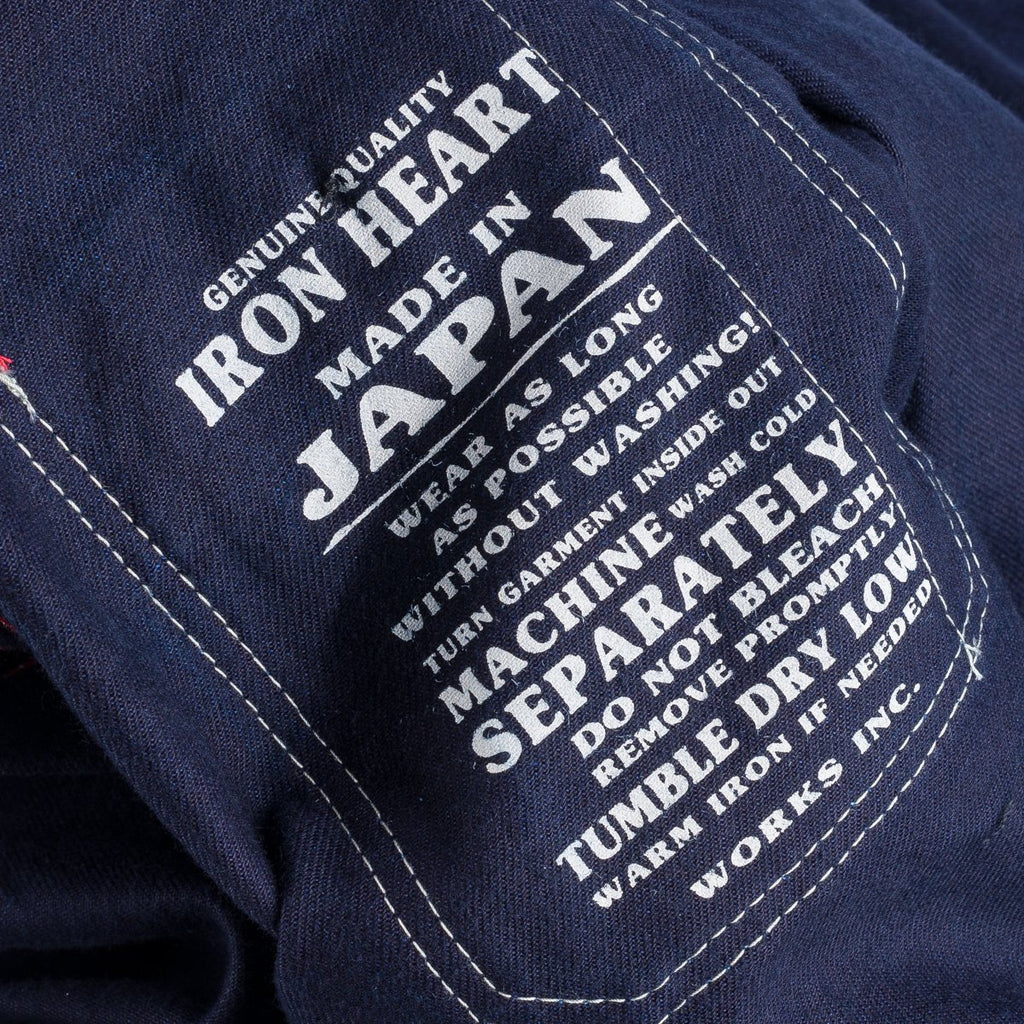 GENUINE QUALITY
IRON HEART
MADE IN
JAPAN
WEAR AS LONG
AS POSSIBLE
WITHOUT WASHING!
TURN GARMENT INSIDE OUT
MACHINE WASH COLD
SEPARATELY
DO NOT BLEACH
REMOVE PROMPTLY
TUMBLE DRY LOW
WARM IRON IF NEEDED
WORKS INC.